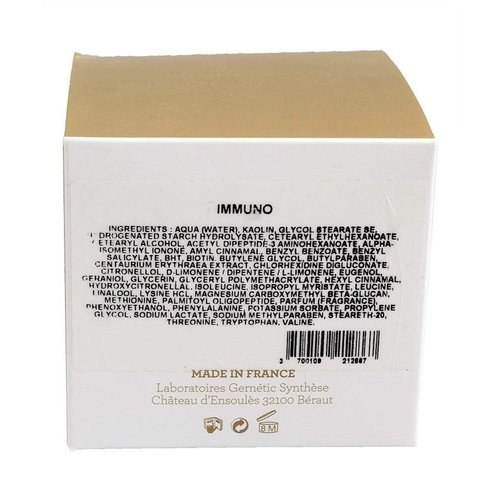 IMMUNO
INGREDIENTS : AQUA (WATER), KAOLIN, GLYCOL STEARATE SE,
HYDROGENATED STARCH HYDROLYSATE, CETEARYL ETHYLHEXANOATE,
CETEARYL ALCOHOL, ACETYL DIPEPTIDE-3 AMINOHEXANOATE, ALPHA-
ISOMETHYL IONONE, AMYL CINNAMAL, BENZYL BENZOATE, BENZYL
SALICYLATE, BHT, BIOTIN, BUTYLENE GLYCOL, BUTYLPARABEN,
CENTAURIUM ERYTHRAEA EXTRACT, CHLORHEXIDINE DIGLUCONATE,
CITRONELLOL, D-LIMONENE / DIPENTENE / L-LIMONENE, EUGENOL,
GERANIOL, GLYCERIN, GLYCERYL POLYMETHACRYLATE, HEXYL CINNAMAL,
HYDROXYCITRONELLAL, ISOLEUCINE, ISOPROPYL MYRISTATE, LEUCINE,
LINALOOL, LYSINE HCL, MAGNESIUM CARBOXYMETHYL BETA-GLUCAN,
METHIONINE, PALMITOYL OLIGOPEPTIDE, PARFUM (FRAGRANCE),
PHENOXYETHANOL, PHENYLALANINE, POTASSIUM SORBATE, PROPYLENE
GLYCOL, SODIUM LACTATE, SODIUM METHYLPARABEN, STEARETH-20,
THREONINE, TRYPTOPHAN, VALINE.
3 700109 212887
MADE IN FRANCE
Laboratoires Gernétic Synthèse
Château d'Ensoulès 32100 Béraut
8M